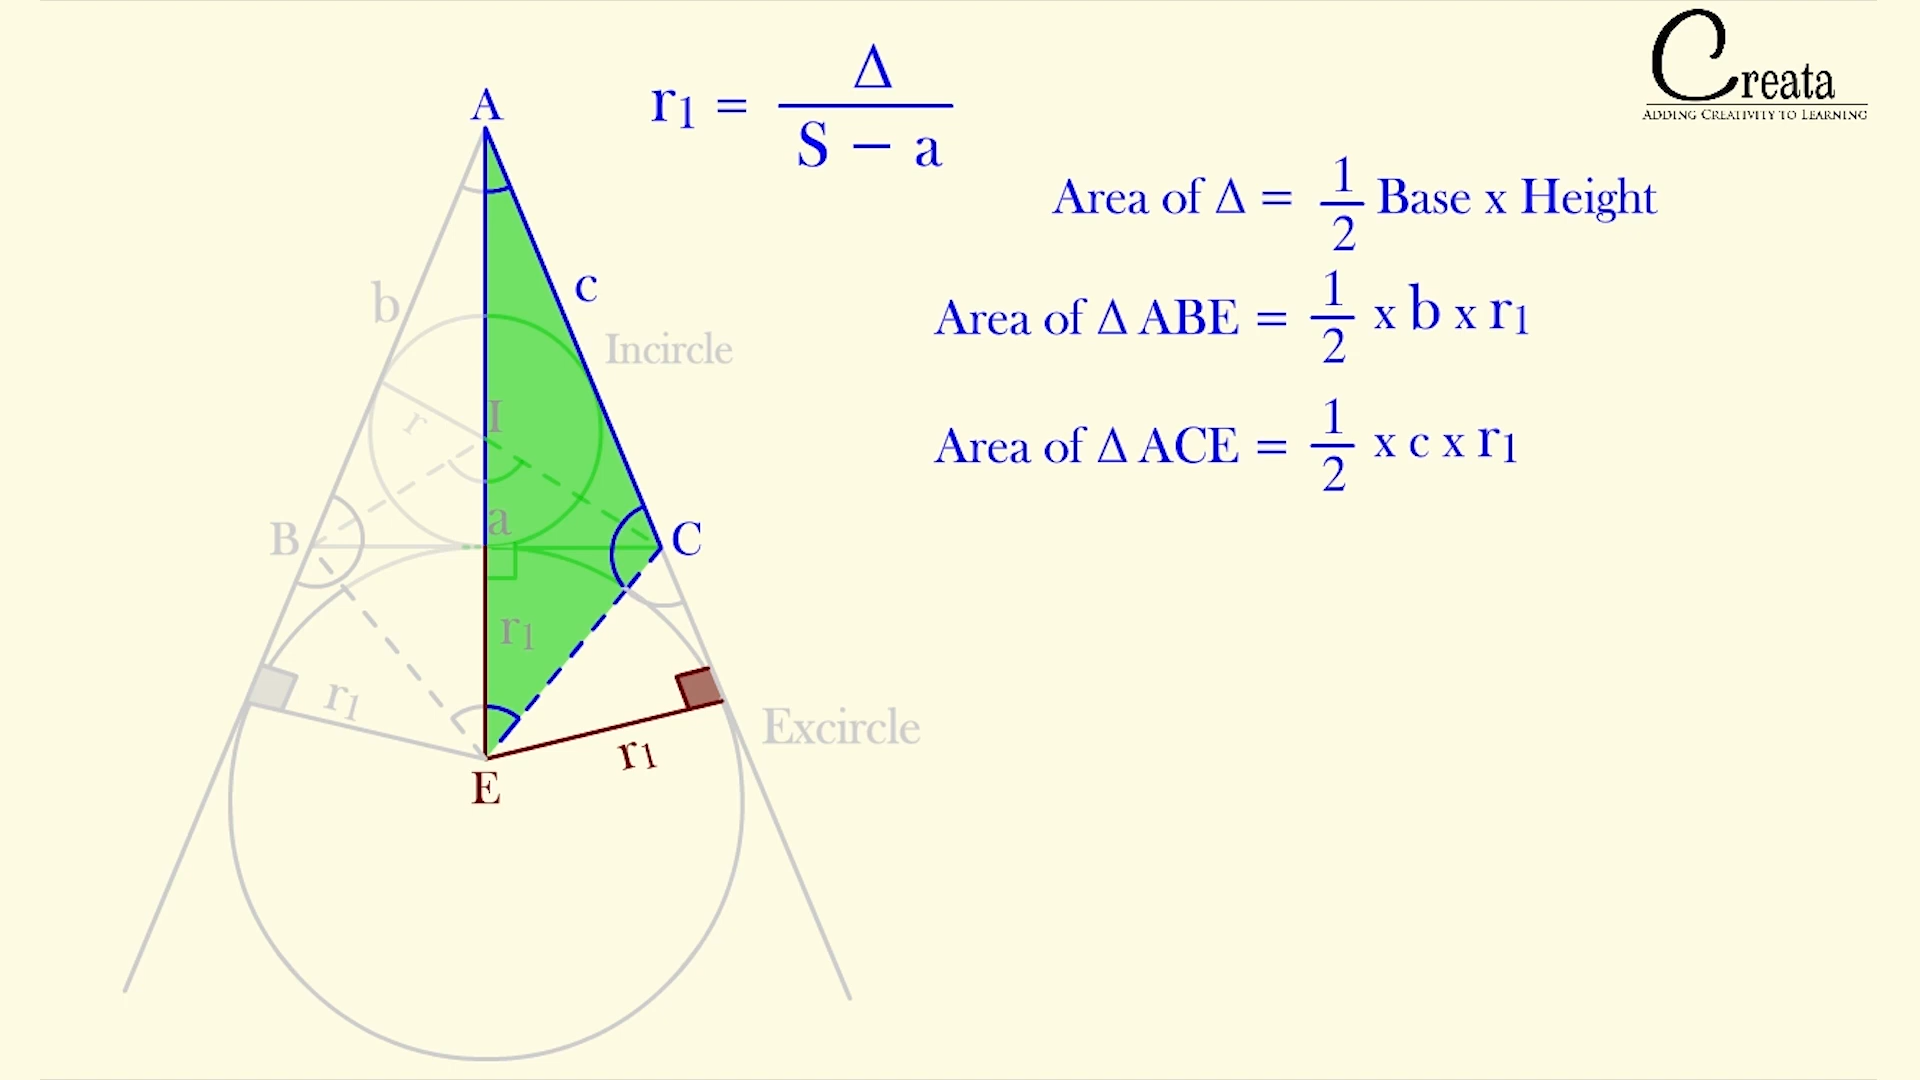 Creata
ADDING CREATIVITY TO LEARNING
r₁ = Δ / (S − a)
Area of Δ = 1/2 Base x Height
Area of Δ ABE = 1/2 x b x r₁
Area of Δ ACE = 1/2 x c x r₁
A
b
c
Incircle
r
I
a
B
C
r₁
r₁
r₁
Excircle
E